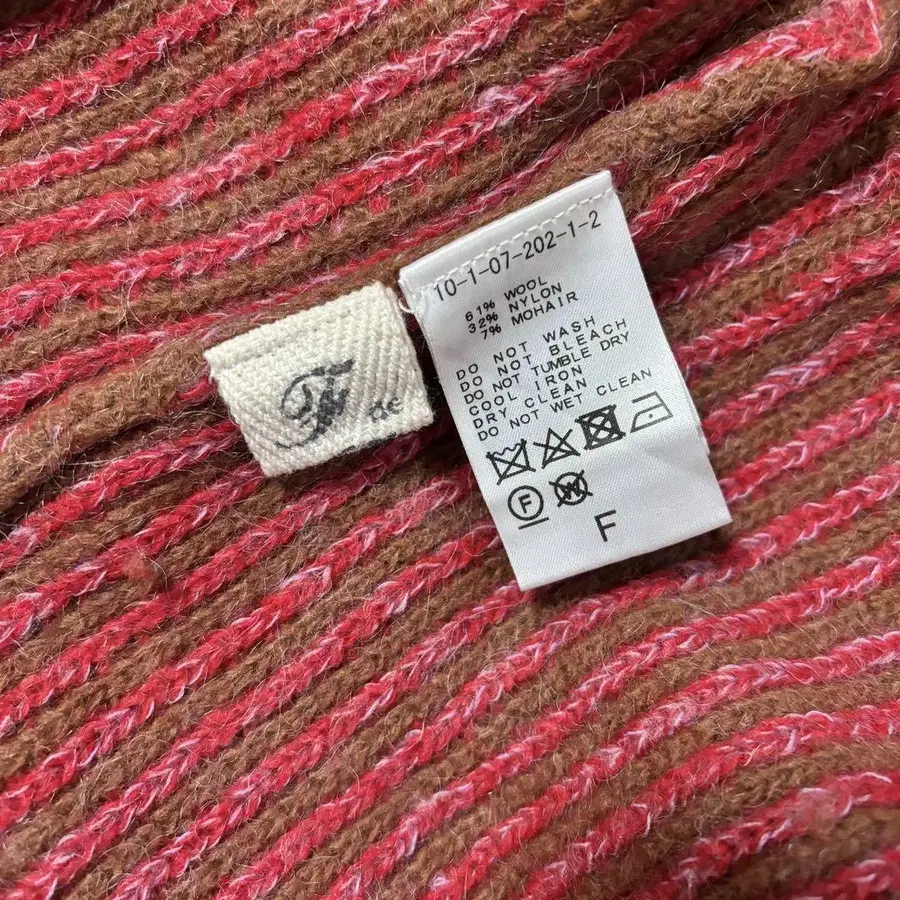 10-1-07-202-1-2
61% WOOL
32% NYLON
7% MOHAIR
DO NOT WASH
DO NOT BLEACH
DO NOT TUMBLE DRY
COOL IRON
DRY CLEAN
DO NOT WET CLEAN
F
W
F